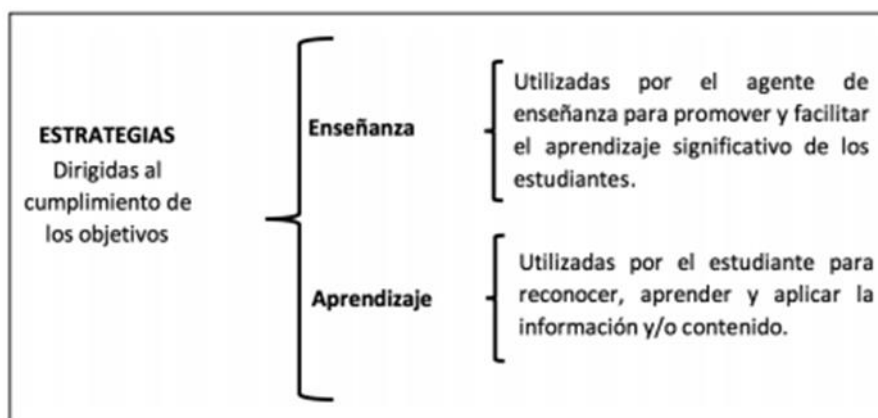 ESTRATEGIAS
Dirigidas al
cumplimiento de
los objetivos
Enseñanza
Utilizadas por el agente de
enseñanza para promover y facilitar
el aprendizaje significativo de los
estudiantes.
Aprendizaje
Utilizadas por el estudiante para
reconocer, aprender y aplicar la
información y/o contenido.